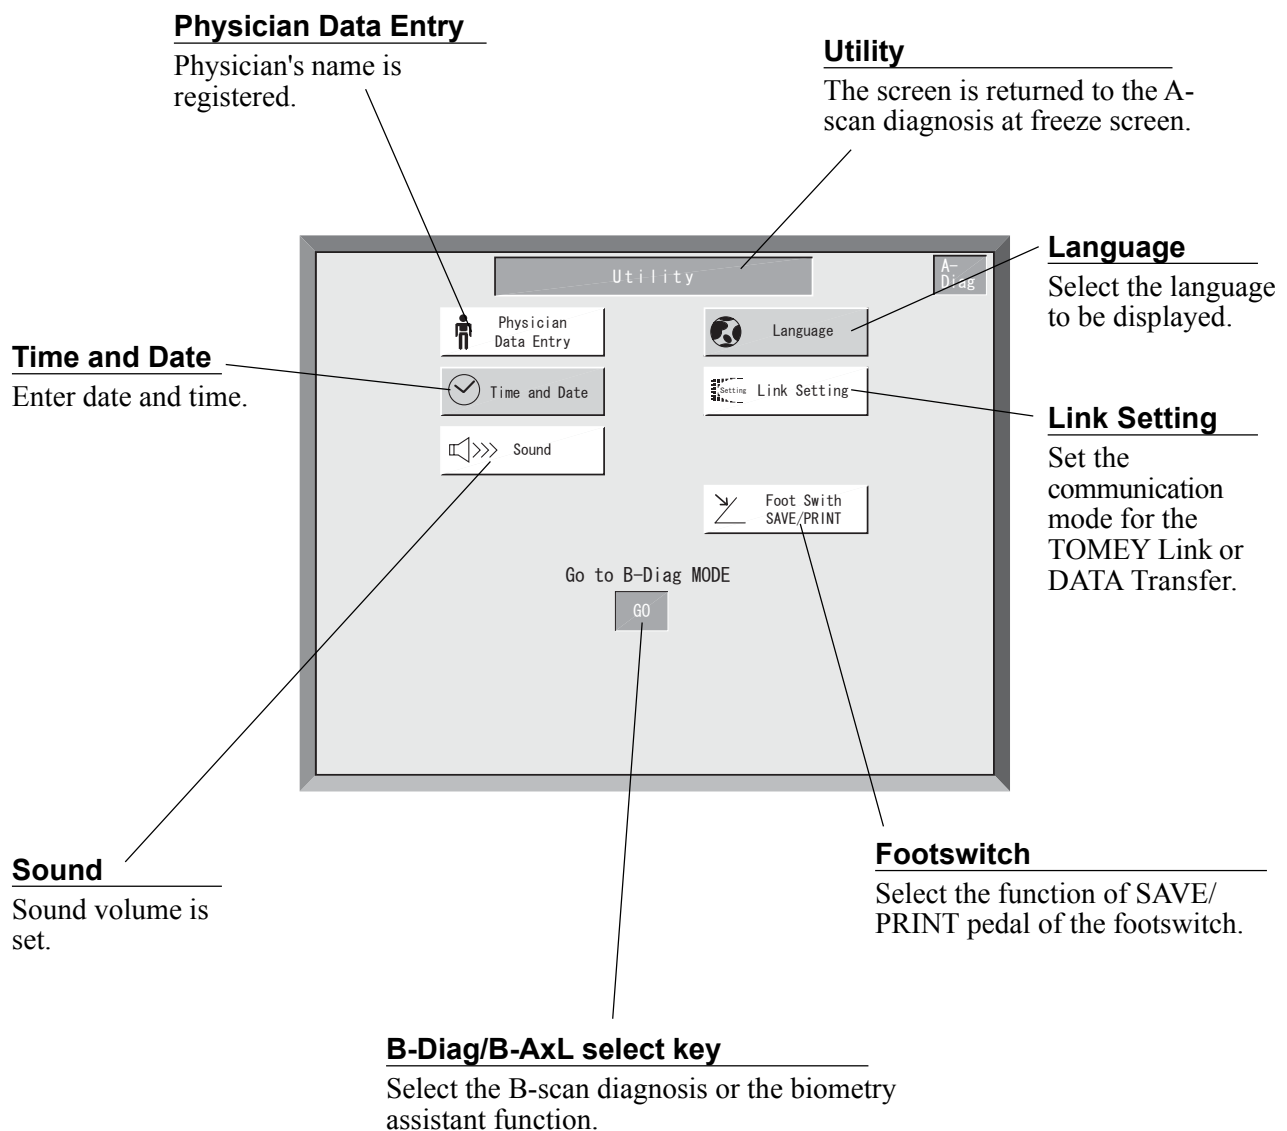 Physician Data Entry
Physician's name is
registered.
Utility
The screen is returned to the A-
scan diagnosis at freeze screen.
Language
Select the language
to be displayed.
Time and Date
Enter date and time.
Link Setting
Set the
communication
mode for the
TOMEY Link or
DATA Transfer.
Utility
A-
Diag
Physician
Data Entry
Language
Time and Date
Setting
Link Setting
Sound
Foot Swith
SAVE/PRINT
Go to B-Diag MODE
GO
Sound
Sound volume is
set.
Footswitch
Select the function of SAVE/
PRINT pedal of the footswitch.
B-Diag/B-AxL select key
Select the B-scan diagnosis or the biometry
assistant function.